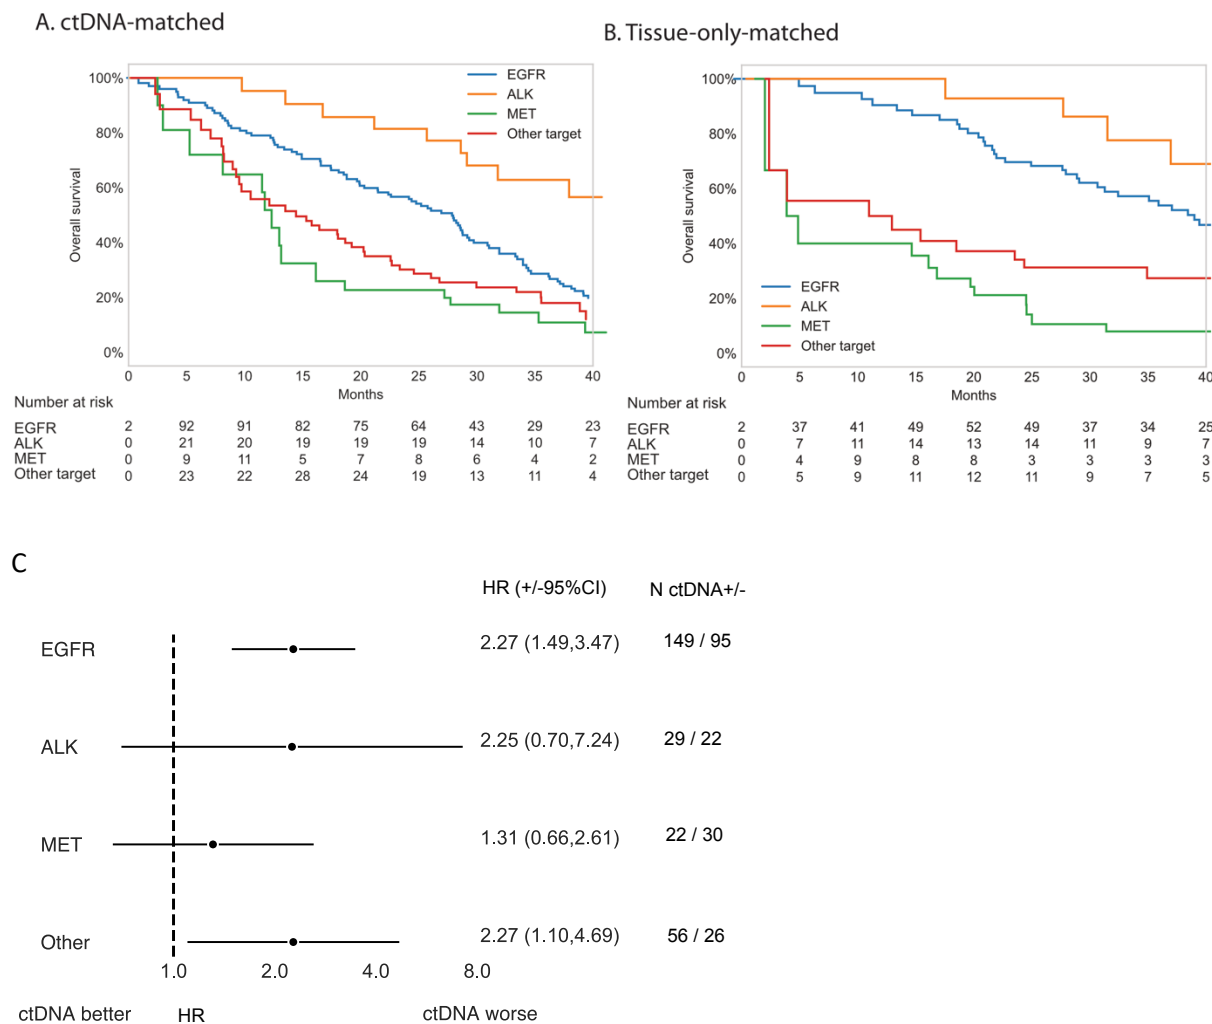 A. ctDNA-matched
Overall survival
100%
80%
60%
40%
20%
0%
EGFR
ALK
MET
Other target
0 5 10 15 20 25 30 35 40
Months
Number at risk
EGFR 2 92 91 82 75 64 43 29 23
ALK 0 21 20 19 19 19 14 10 7
MET 0 9 11 5 7 8 6 4 2
Other target 0 23 22 28 24 19 13 11 4
B. Tissue-only-matched
Overall survival
100%
80%
60%
40%
20%
0%
EGFR
ALK
MET
Other target
0 5 10 15 20 25 30 35 40
Months
Number at risk
EGFR 2 37 41 49 52 49 37 34 25
ALK 0 7 11 14 13 14 11 9 7
MET 0 4 9 8 8 3 3 3 3
Other target 0 5 9 11 12 11 9 7 5
C
HR (+/-95%CI) N ctDNA+/-
EGFR 2.27 (1.49,3.47) 149 / 95
ALK 2.25 (0.70,7.24) 29 / 22
MET 1.31 (0.66,2.61) 22 / 30
Other 2.27 (1.10,4.69) 56 / 26
1.0 2.0 4.0 8.0
ctDNA better HR ctDNA worse